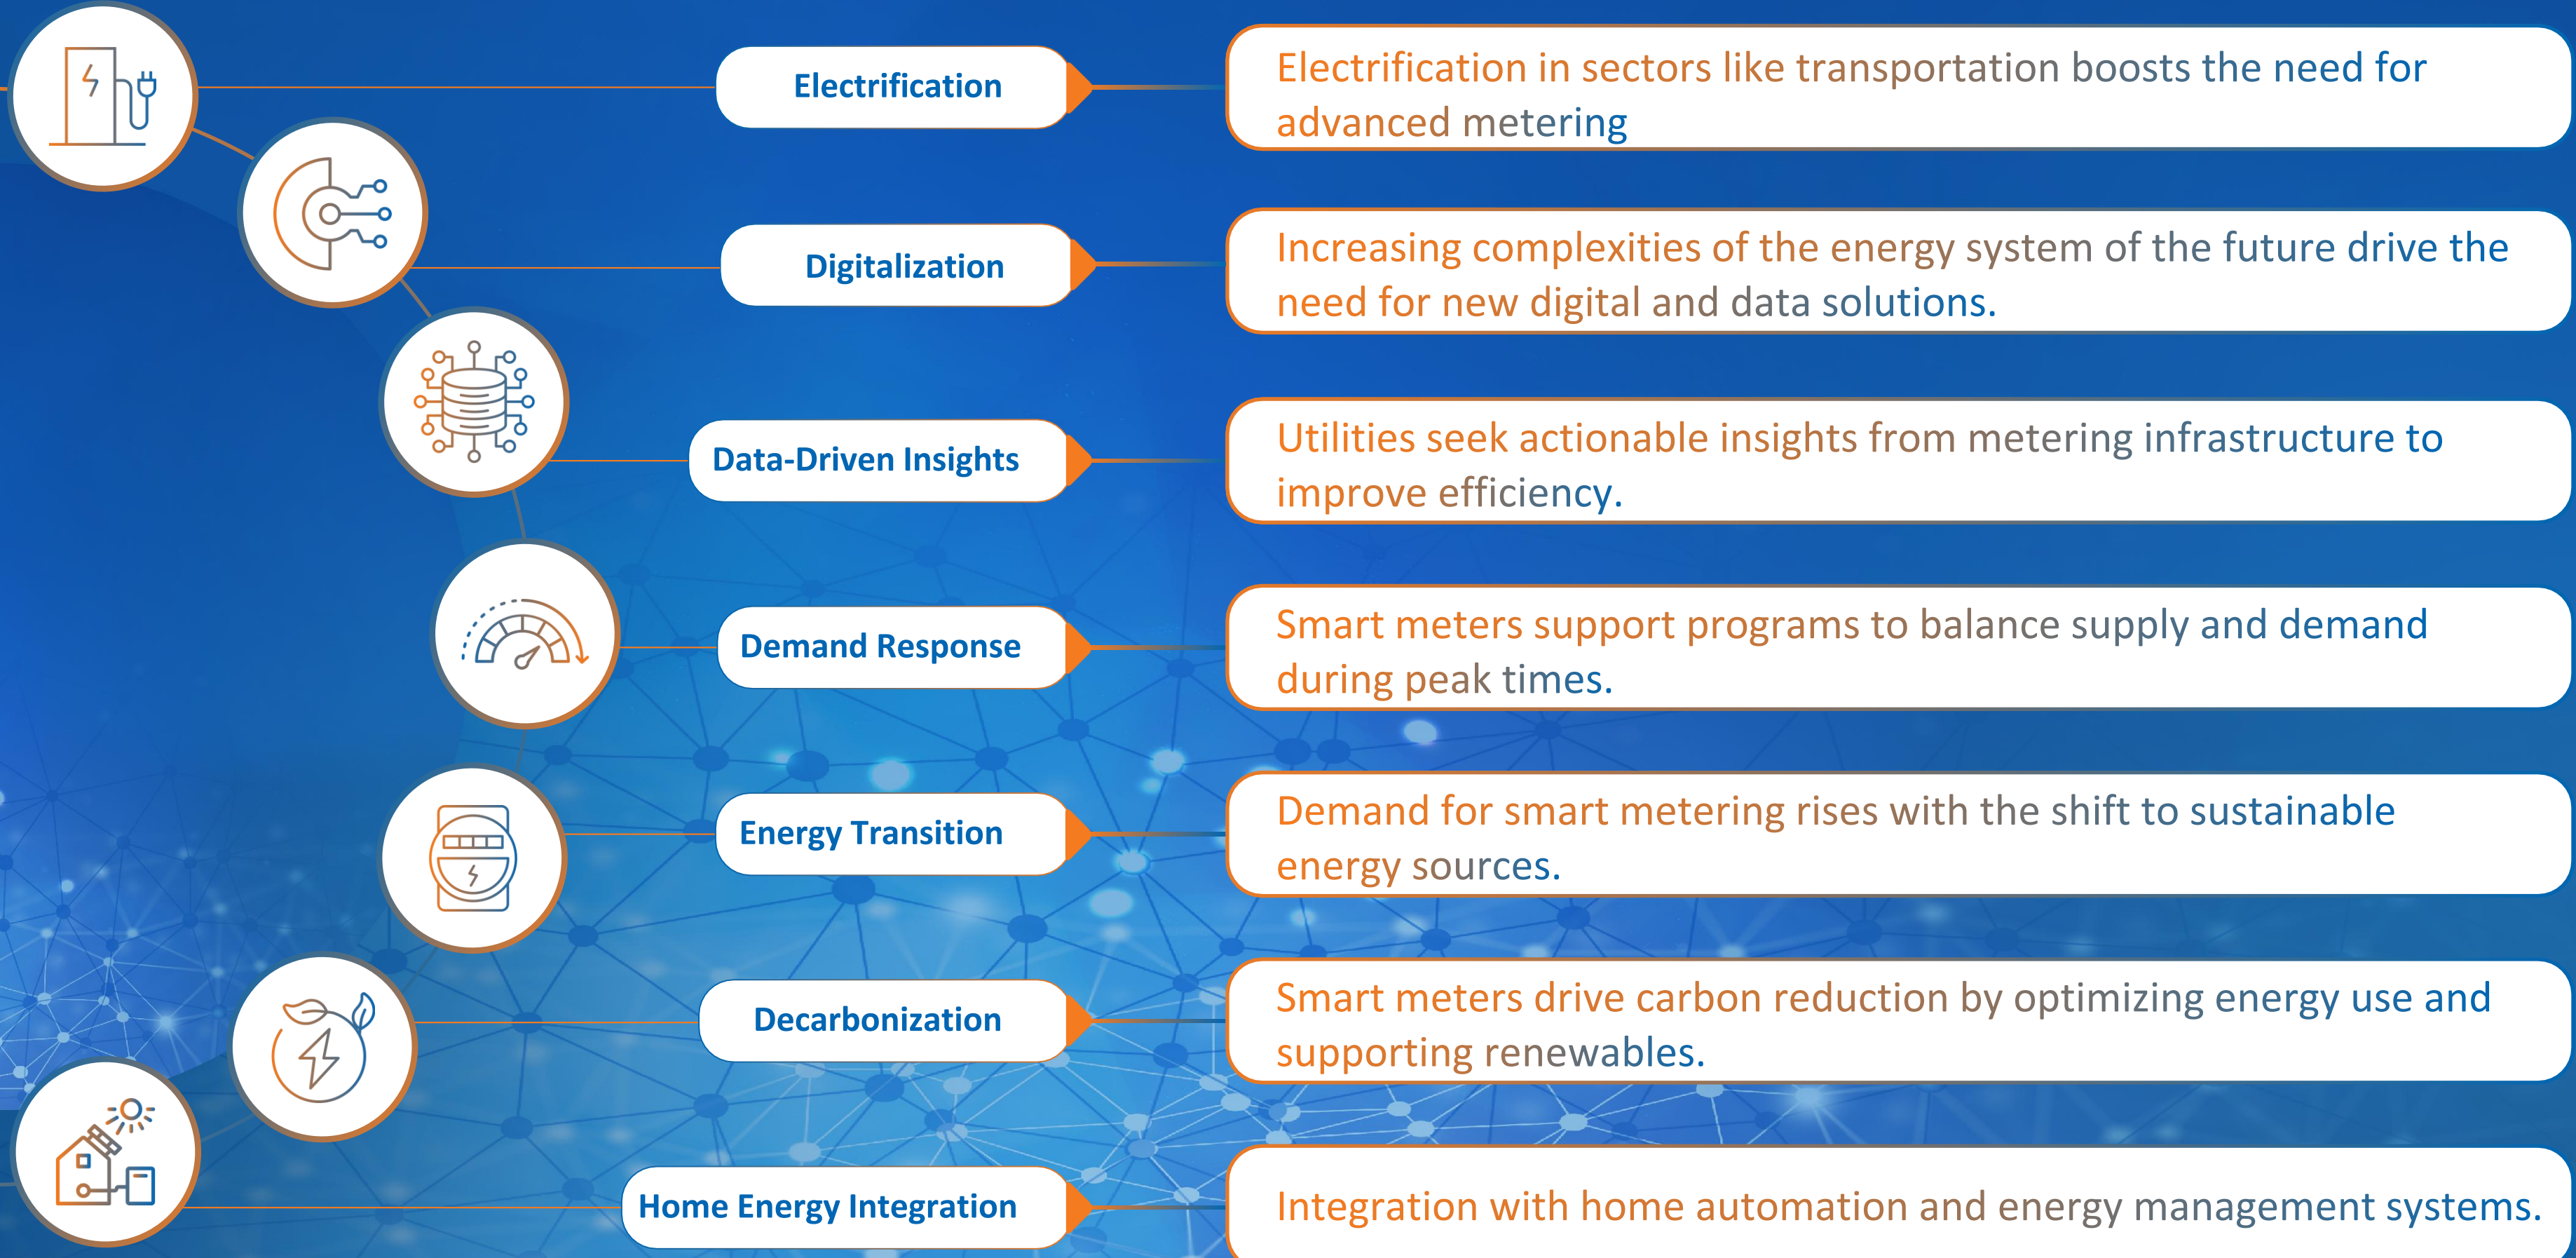 Electrification
Electrification in sectors like transportation boosts the need for
advanced metering
Digitalization
Increasing complexities of the energy system of the future drive the
need for new digital and data solutions.
Data-Driven Insights
Utilities seek actionable insights from metering infrastructure to
improve efficiency.
Demand Response
Smart meters support programs to balance supply and demand
during peak times.
Energy Transition
Demand for smart metering rises with the shift to sustainable
energy sources.
Decarbonization
Smart meters drive carbon reduction by optimizing energy use and
supporting renewables.
Home Energy Integration
Integration with home automation and energy management systems.